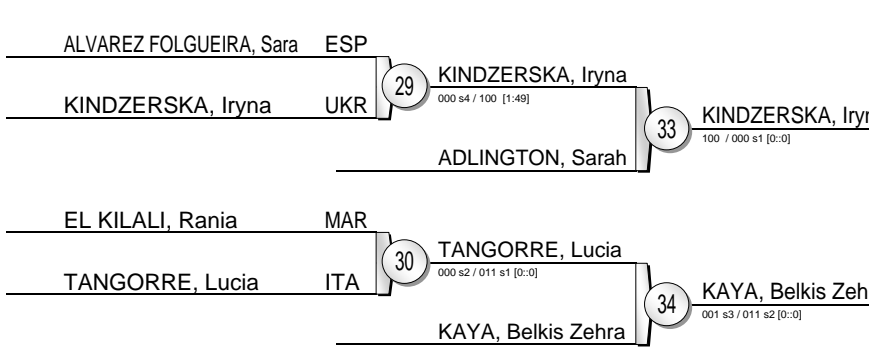 ALVAREZ FOLGUEIRA, Sara ESP
KINDZERSKA, Iryna UKR
29
KINDZERSKA, Iryna
000 s4 / 100 [1:49]
ADLINGTON, Sarah
33
KINDZERSKA, Iryn
100 / 000 s1 [0::0]
EL KILALI, Rania MAR
TANGORRE, Lucia ITA
30
TANGORRE, Lucia
000 s2 / 011 s1 [0::0]
KAYA, Belkis Zehra
34
KAYA, Belkis Zeh
001 s3 / 011 s2 [0::0]